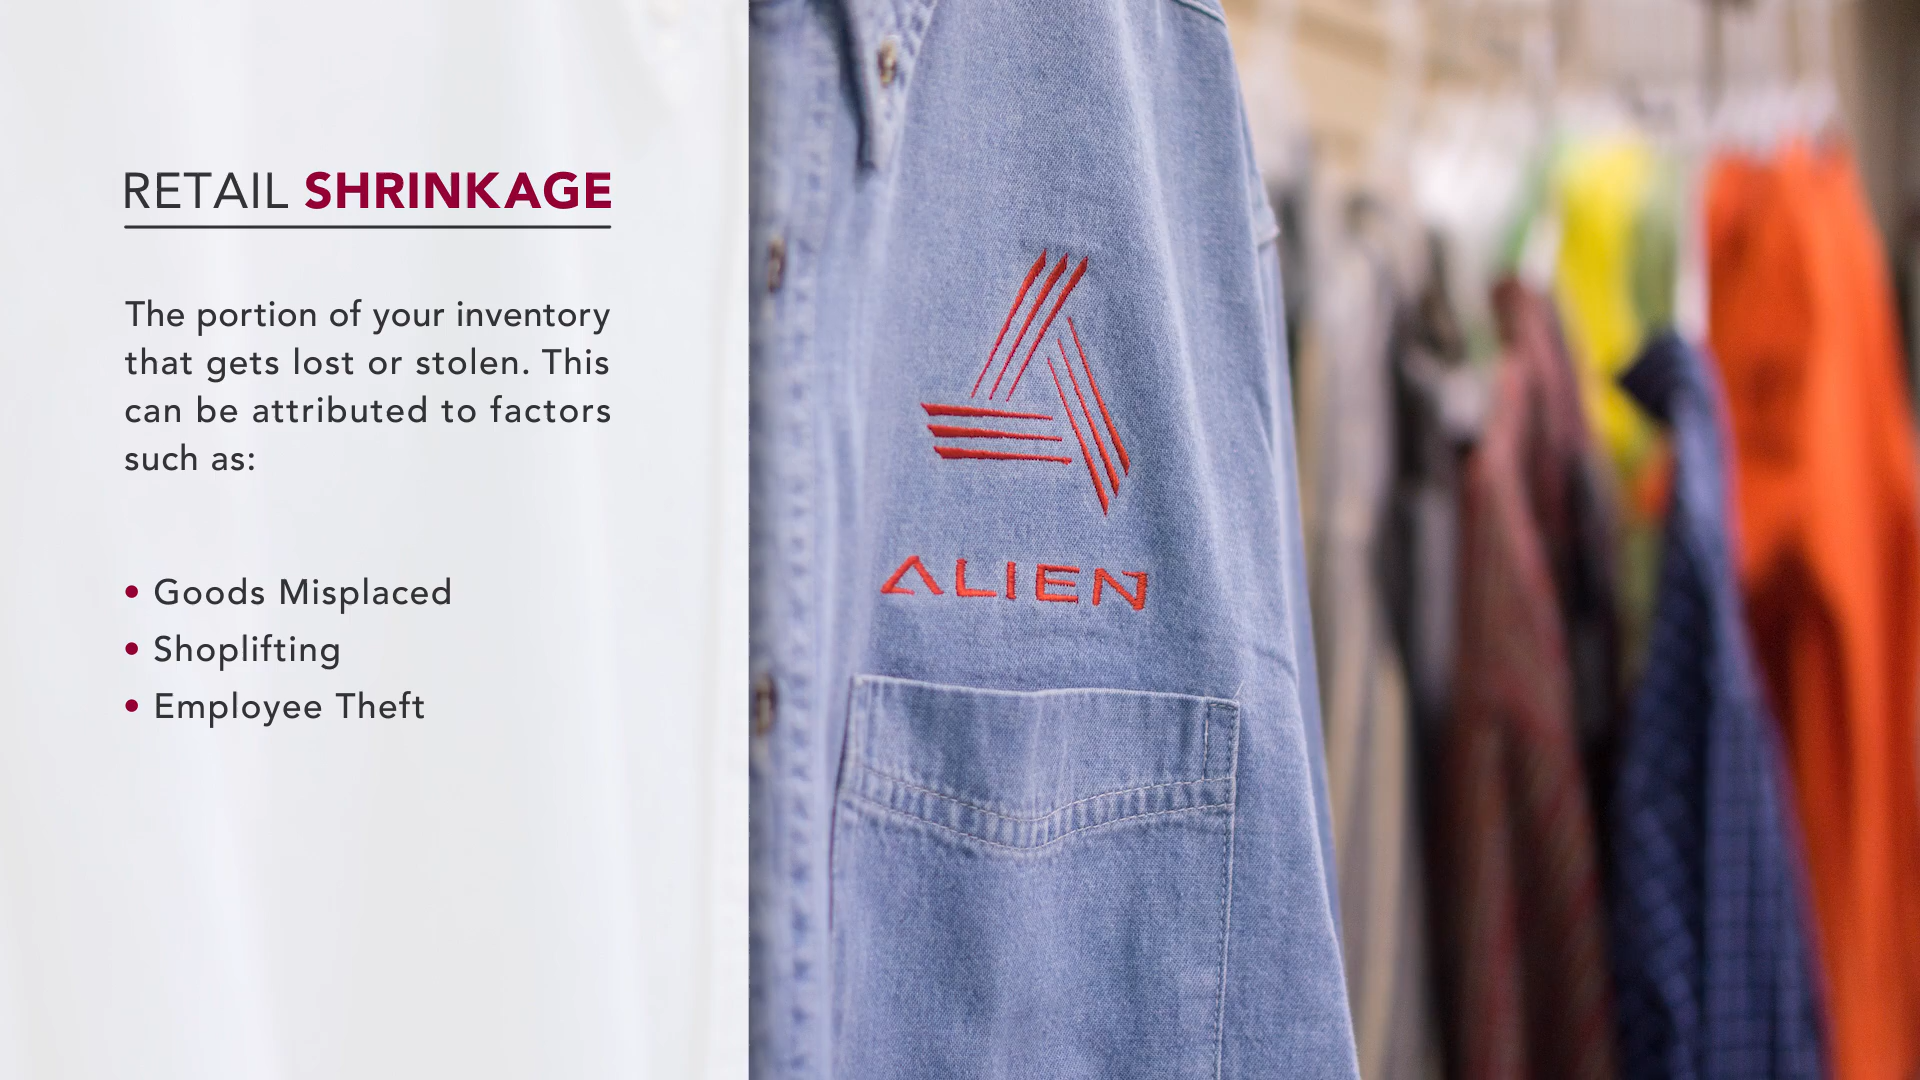 RETAIL SHRINKAGE
The portion of your inventory
that gets lost or stolen. This
can be attributed to factors
such as:
• Goods Misplaced
• Shoplifting
• Employee Theft
ALIEN